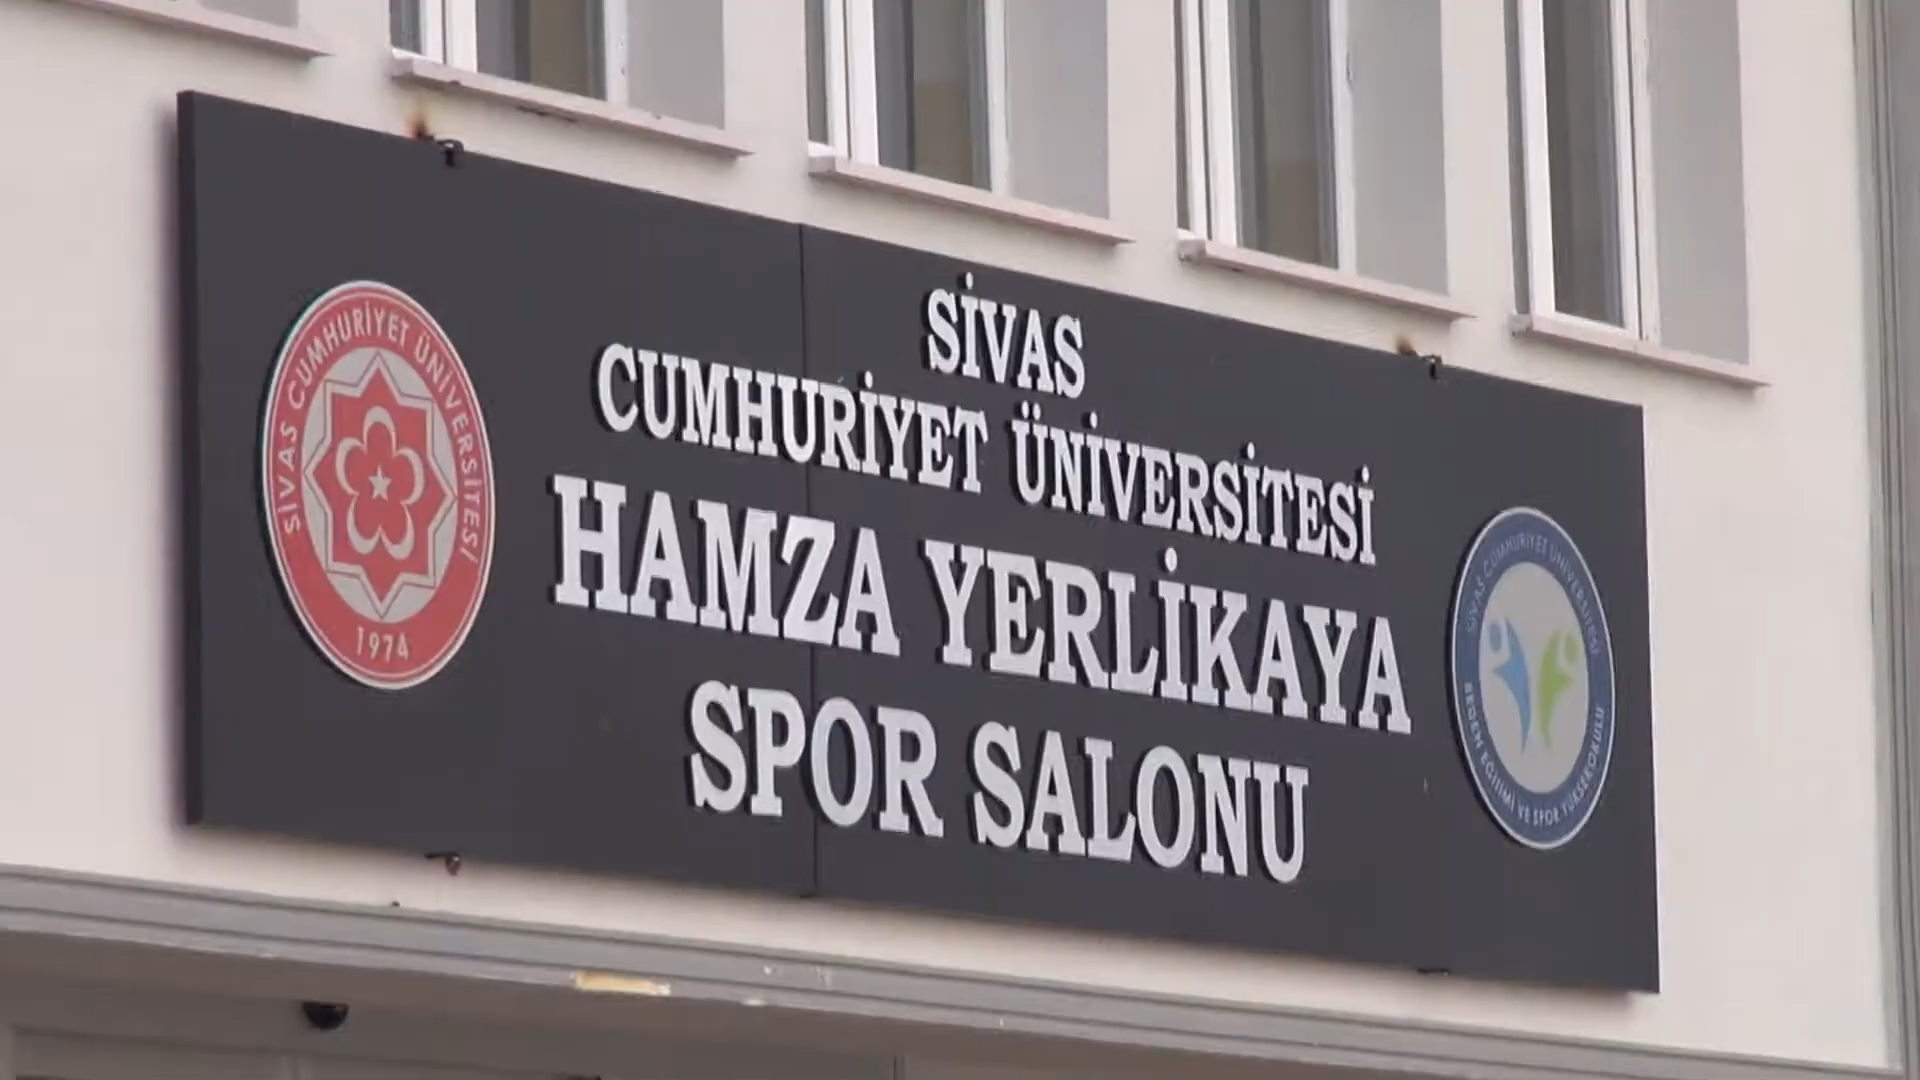 SİVAS CUMHURİYET ÜNİVERSİTESİ
1974
SİVAS
CUMHURİYET ÜNİVERSİTESİ
HAMZA YERLİKAYA
SPOR SALONU
SİVAS CUMHURİYET ÜNİVERSİTESİ
BEDEN EĞİTİMİ VE SPOR YÜKSEKOKULU